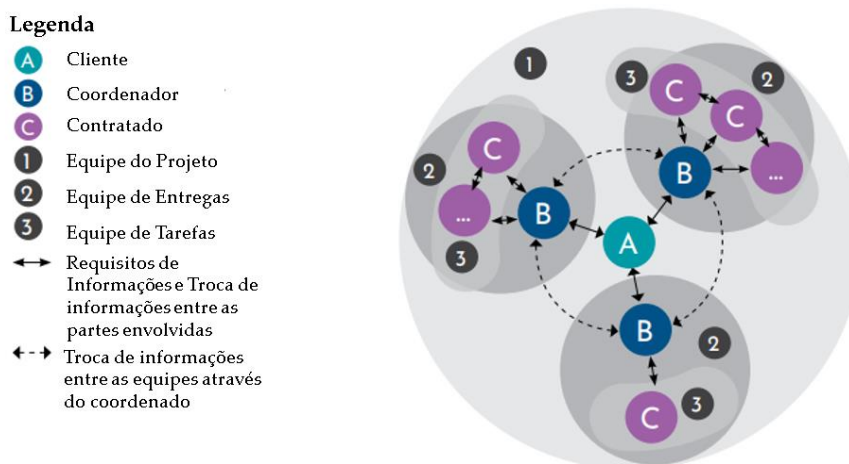 Legenda
A Cliente
B Coordenador
C Contratado
1 Equipe do Projeto
2 Equipe de Entregas
3 Equipe de Tarefas
Requisitos de
Informações e Troca de
informações entre as
partes envolvidas
Troca de informações
entre as equipes através
do coordenado
1
3
C
2
C
B
...
2
C
...
B
3
A
B
2
C
3